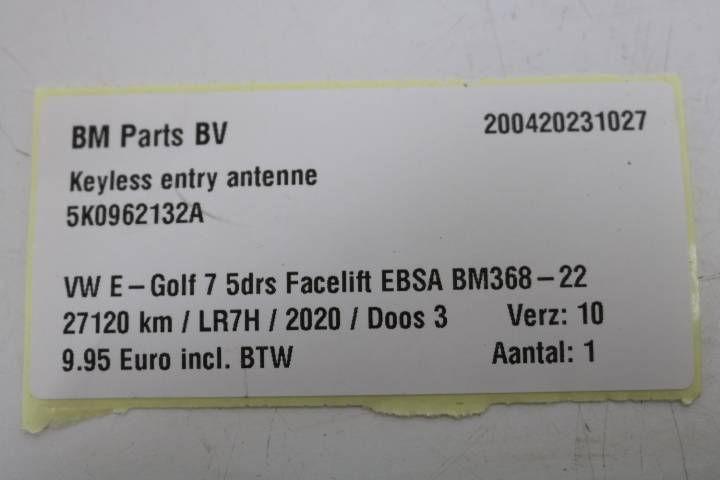 BM Parts BV 200420231027
Keyless entry antenne
5K0962132A
VW E-Golf 7 5drs Facelift EBSA BM368-22
27120 km / LR7H / 2020 / Doos 3 Verz: 10
9.95 Euro incl. BTW Aantal: 1